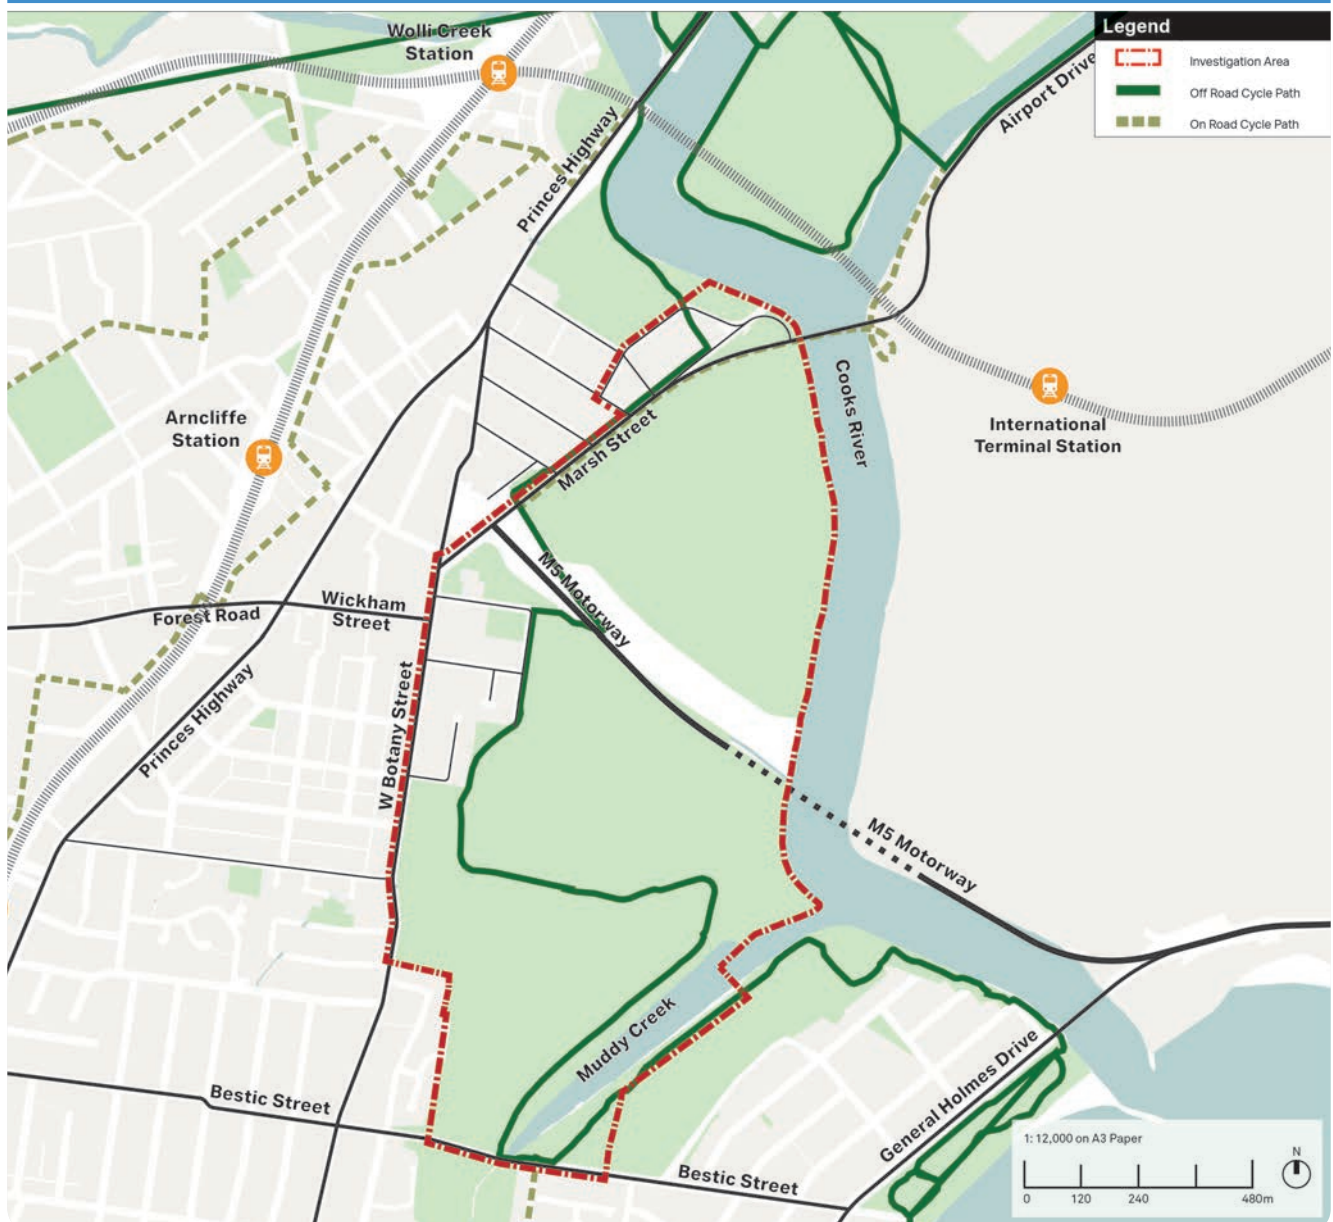 Legend
Investigation Area
Off Road Cycle Path
On Road Cycle Path
Wolli Creek
Station
Airport Drive
Princes Highway
Arncliffe
Station
Cooks River
International
Terminal Station
Marsh Street
M5 Motorway
Wickham
Street
Forest Road
Princes Highway
W Botany Street
M5 Motorway
Muddy Creek
Bestic Street
General Holmes Drive
Bestic Street
1: 12,000 on A3 Paper
N
0 120 240 480m